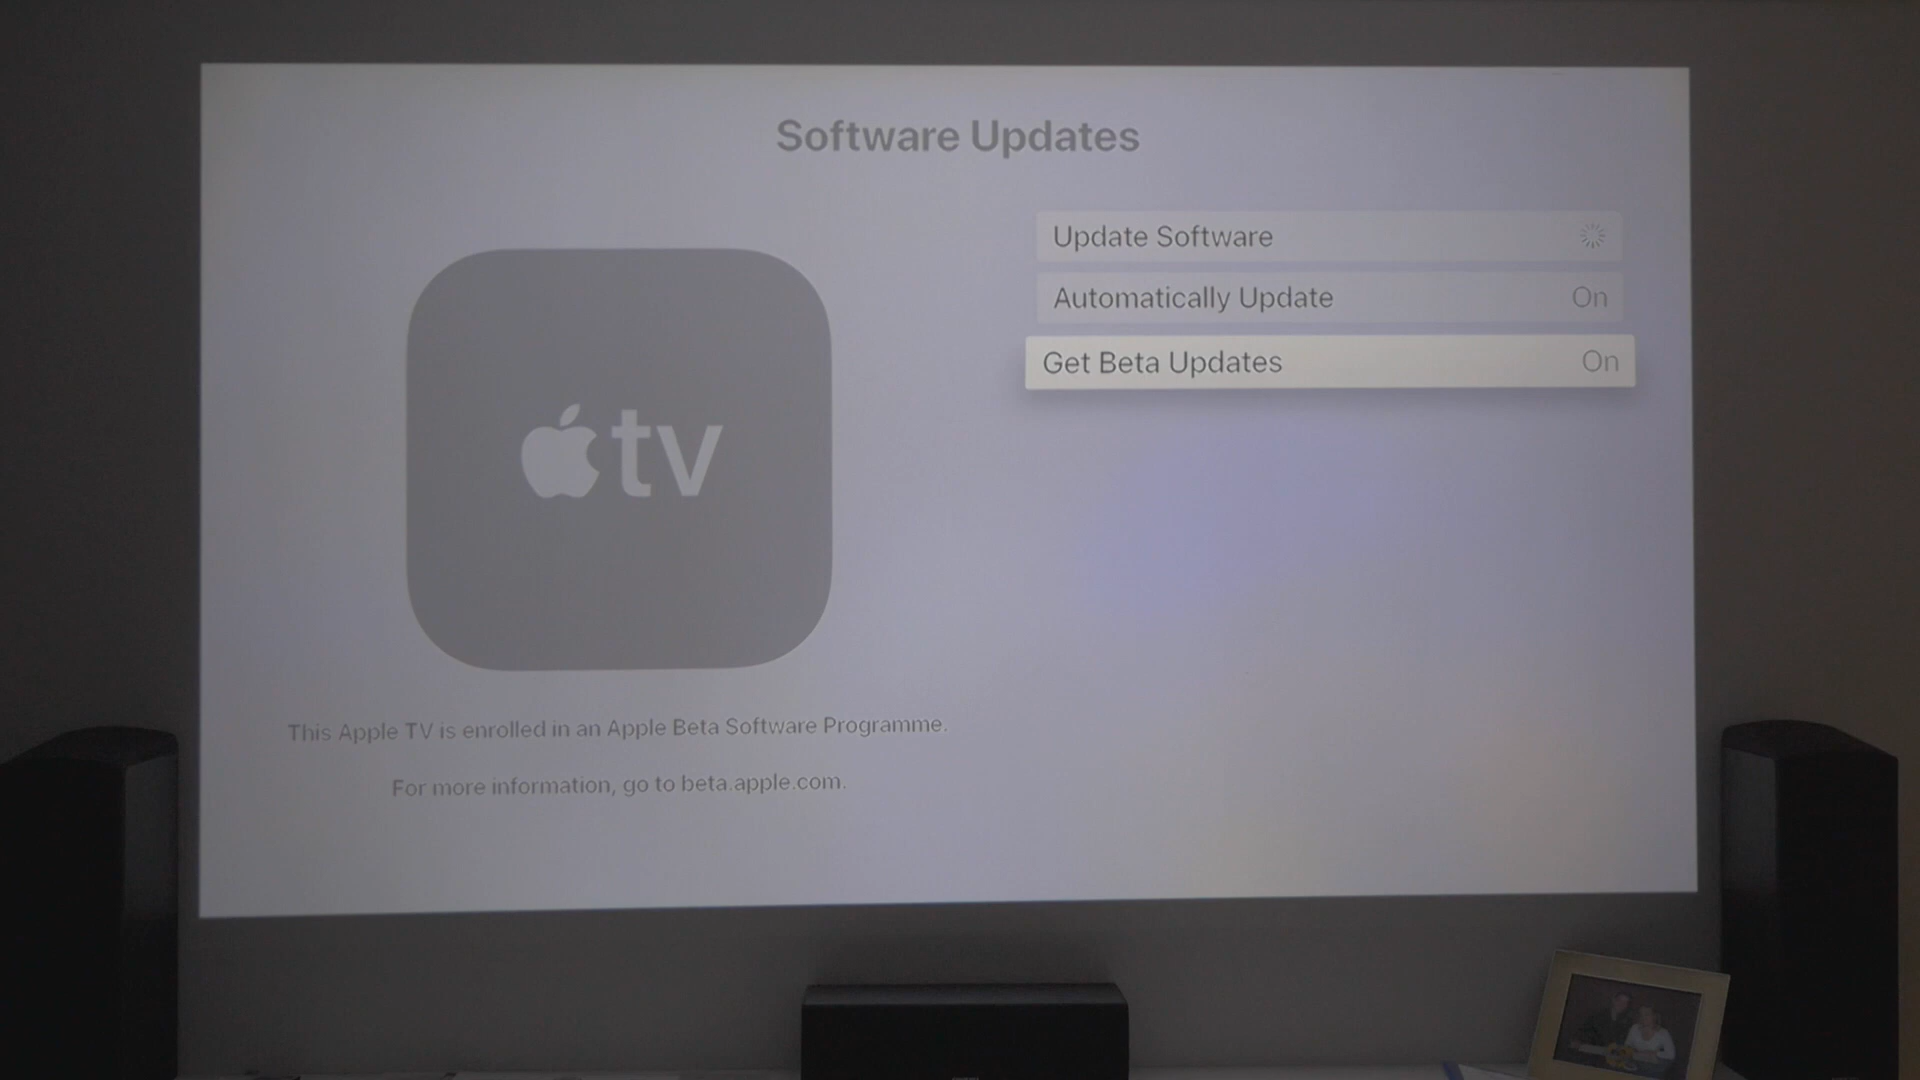 Software Updates
Update Software
Automatically Update On
Get Beta Updates On
tv
This Apple TV is enrolled in an Apple Beta Software Programme.
For more information, go to beta.apple.com.